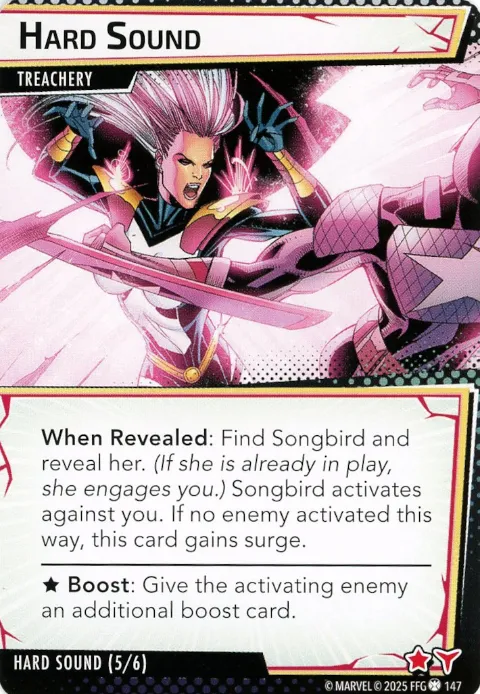 HARD SOUND
TREACHERY
When Revealed: Find Songbird and
reveal her. (If she is already in play,
she engages you.) Songbird activates
against you. If no enemy activated this
way, this card gains surge.
★ Boost: Give the activating enemy
an additional boost card.
HARD SOUND (5/6)
© MARVEL © 2025 FFG 147